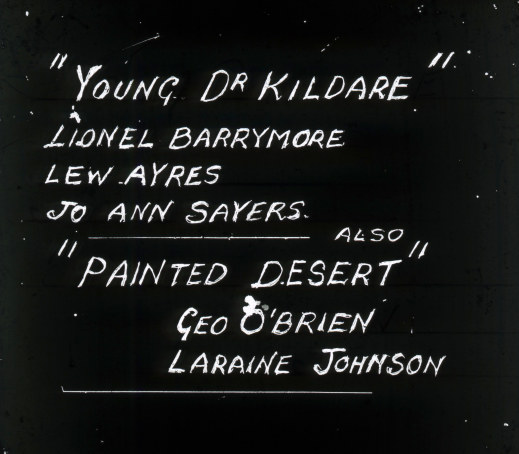 "YOUNG DR KILDARE"
LIONEL BARRYMORE
LEW AYRES
JO ANN SAYERS.
ALSO
"PAINTED DESERT"
GEO O'BRIEN
LARAINE JOHNSON